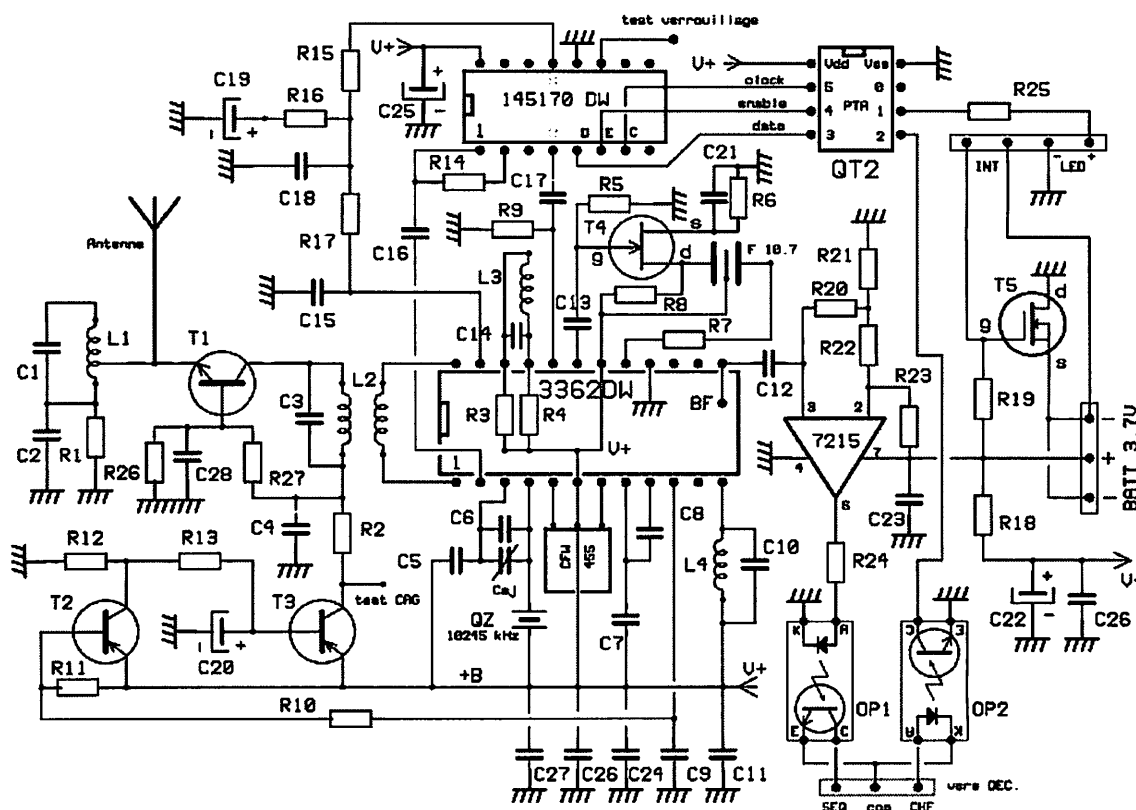 test verrouillage
R15
V+
C19
R16
C25
145170 DW
1
D E C
clock
enable
data
V+
Vdd Vss
5 0
4 PTA 1
3 2
QT2
R25
INT - LED +
C18
R14
C17
C21
R5
R6
T4
s
g
d
F 10.7
R17
R9
C16
Antenne
L3
R8
C15
C14
C13
R7
R21
R20
R22
T5
d
g
s
L1
T1
C1
C3
L2
3362DW
R3
R4
BF
V+
1
C12
R23
3 2
7215
4 7
6
R19
- + -
BATT 3.7V
C2
R1
R26
C28
R27
C4
R2
C6
C5
Caj
CFW 455
C8
L4
C10
C23
R18
R24
R12
R13
T2
T3
test CAG
QZ
10245 kHz
C7
C20
C22
C26
V+
K A
C E
R11
+B
V+
R10
OP1
OP2
E C
A K
C27
C26
C24
C9
C11
vers DEC.
SEQ com CHF